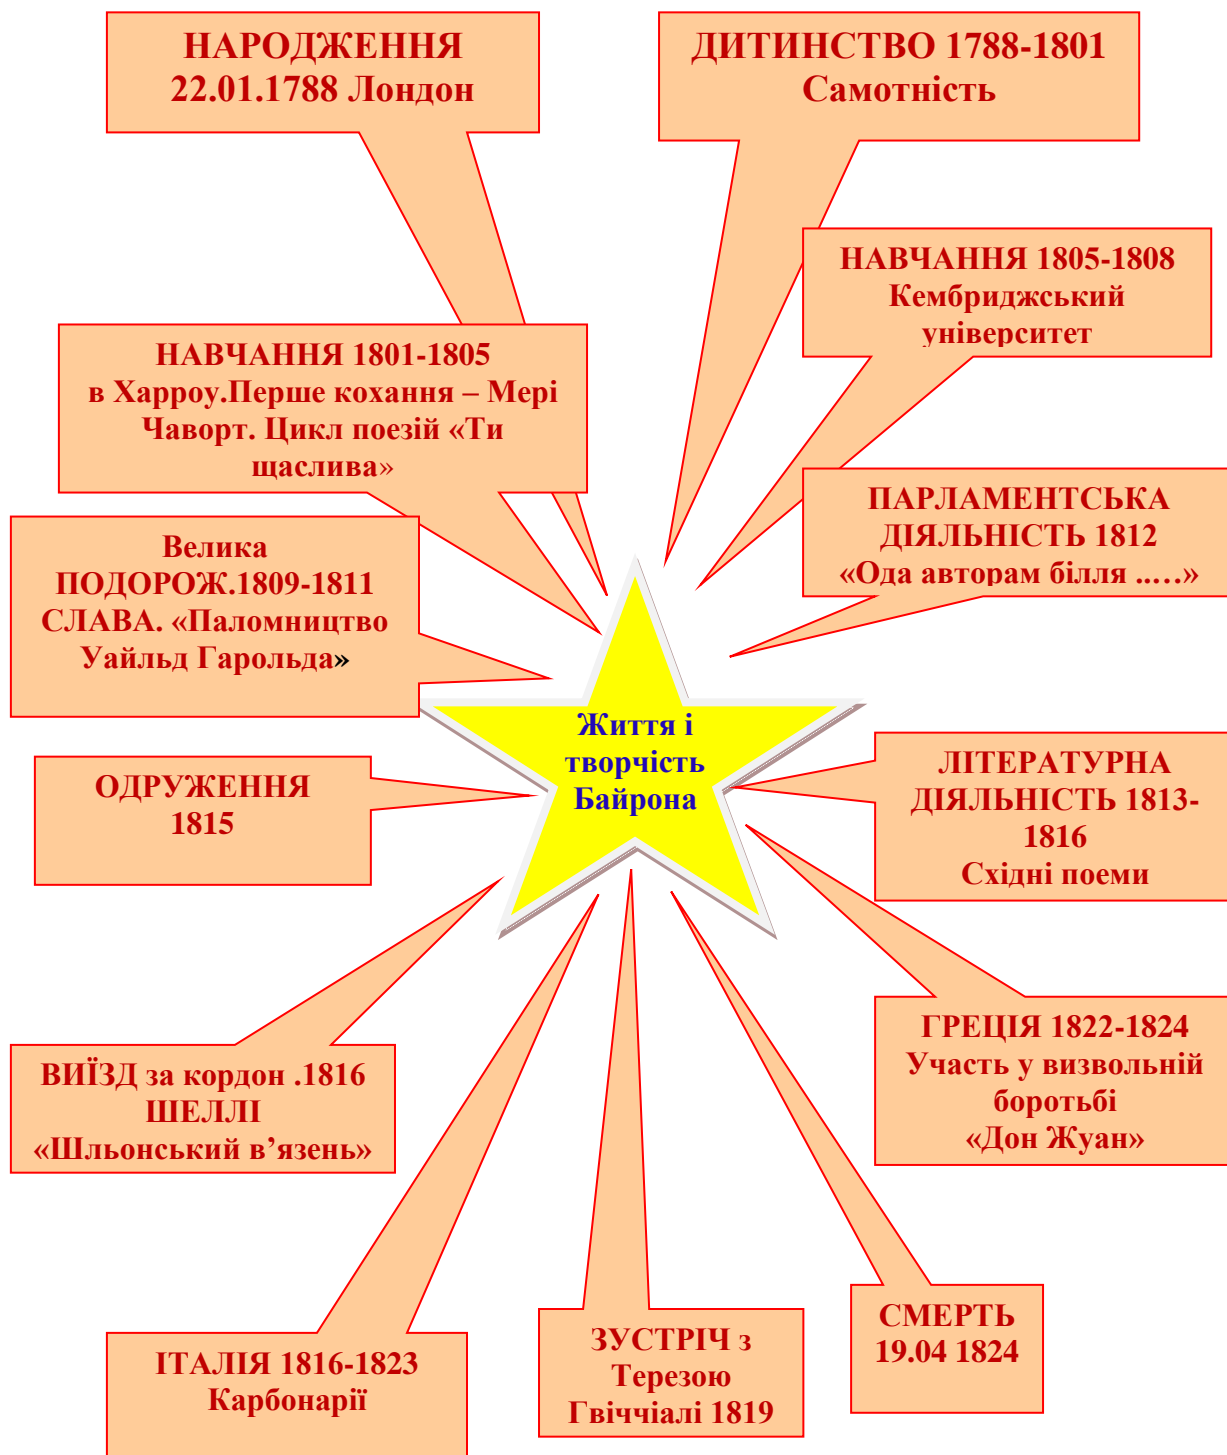 НАРОДЖЕННЯ
22.01.1788 Лондон
ДИТИНСТВО 1788-1801
Самотність
НАВЧАННЯ 1805-1808
Кембриджський
університет
НАВЧАННЯ 1801-1805
в Харроу.Перше кохання – Мері
Чаворт. Цикл поезій «Ти
щаслива»
ПАРЛАМЕНТСЬКА
ДІЯЛЬНІСТЬ 1812
«Ода авторам білля ..…»
Велика
ПОДОРОЖ.1809-1811
СЛАВА. «Паломництво
Уайльд Гарольда»
Життя і
творчість
Байрона
ОДРУЖЕННЯ
1815
ЛІТЕРАТУРНА
ДІЯЛЬНІСТЬ 1813-
1816
Східні поеми
ВИЇЗД за кордон .1816
ШЕЛЛІ
«Шльонський в’язень»
ГРЕЦІЯ 1822-1824
Участь у визвольній
боротьбі
«Дон Жуан»
ІТАЛІЯ 1816-1823
Карбонарії
ЗУСТРІЧ з
Терезою
Гвіччіалі 1819
СМЕРТЬ
19.04 1824